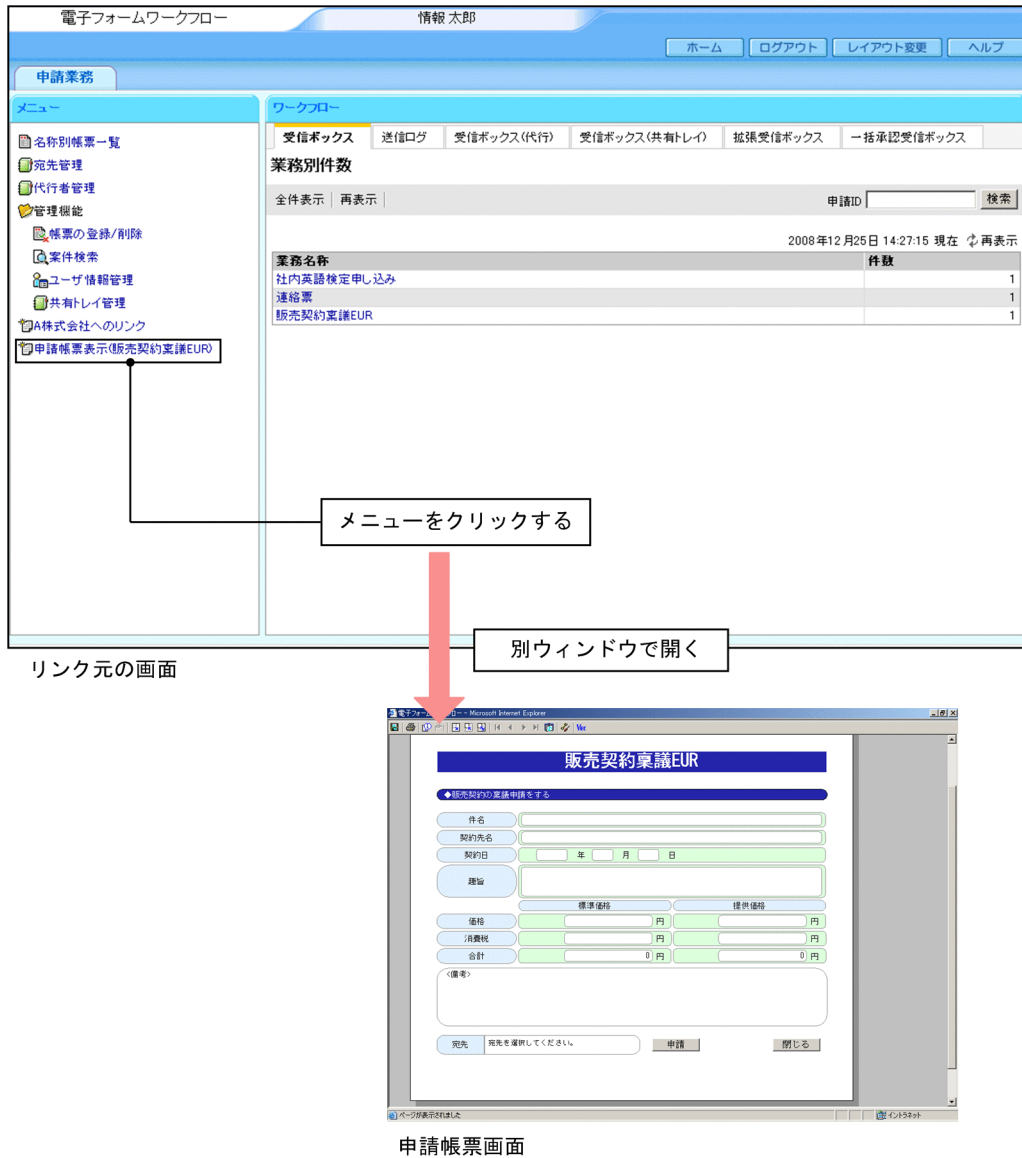 電子フォームワークフロー
情報 太郎
ホーム ログアウト レイアウト変更 ヘルプ
申請業務
メニュー
名称別帳票一覧
宛先管理
代行者管理
管理機能
帳票の登録/削除
案件検索
ユーザ情報管理
共有トレイ管理
A株式会社へのリンク
申請帳票表示(販売契約稟議EUR)
ワークフロー
受信ボックス 送信ログ 受信ボックス(代行) 受信ボックス(共有トレイ) 拡張受信ボックス 一括承認受信ボックス
業務別件数
全件表示 再表示 申請ID 検索
2008年12月25日 14:27:15 現在 再表示
業務名称 件数
社内英語検定申し込み 1
連絡票 1
販売契約稟議EUR 1
メニューをクリックする
別ウィンドウで開く
リンク元の画面
電子フォー ロー - Microsoft Internet Explorer
Ver
販売契約稟議EUR
◆販売契約の稟議申請をする
件名
契約先名
契約日 年 月 日
趣旨
標準価格 提供価格
価格 円 円
消費税 円 円
合計 0 円 0 円
<備考>
宛先 宛先を選択してください。 申請 閉じる
ページが表示されました イントラネット
申請帳票画面